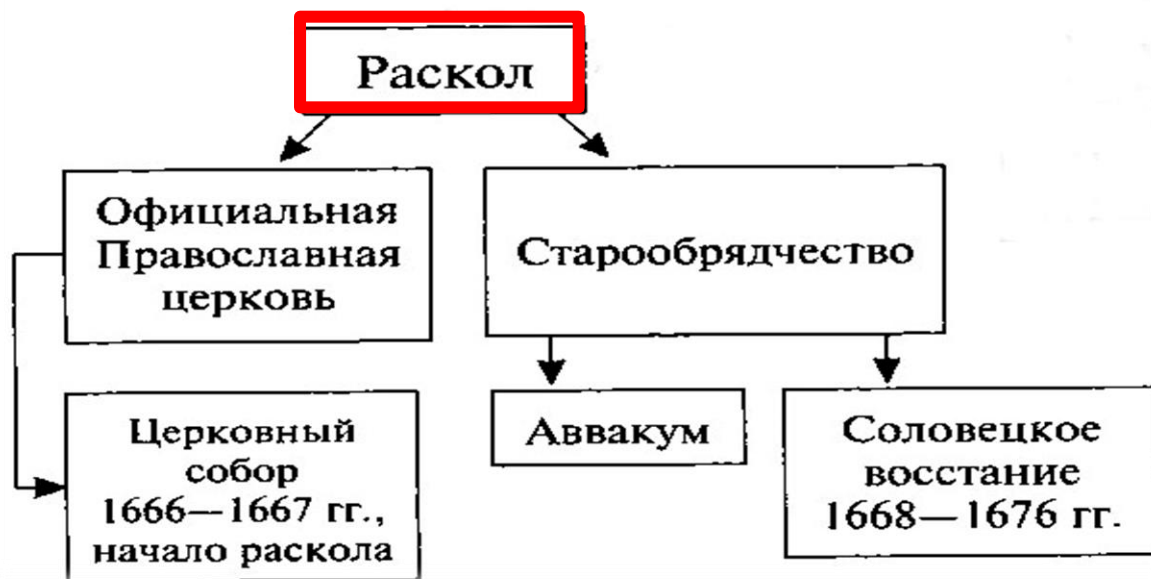 Раскол
Официальная
Православная
церковь
Старообрядчество
Церковный
собор
1666—1667 гг.,
начало раскола
Аввакум
Соловецкое
восстание
1668—1676 гг.